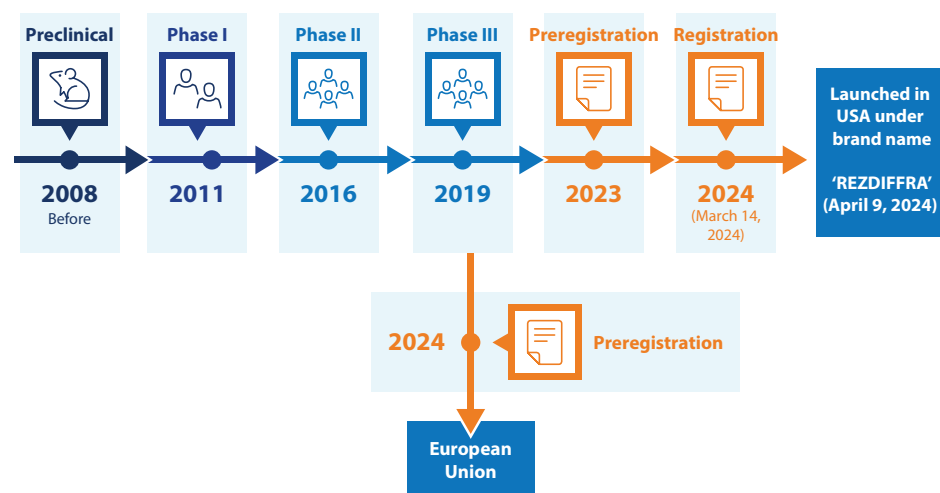 Preclinical
Phase I
Phase II
Phase III
Preregistration
Registration
2008
Before
2011
2016
2019
2023
2024
(March 14,
2024)
Launched in
USA under
brand name
‘REZDIFFRA’
(April 9, 2024)
2024
Preregistration
European
Union